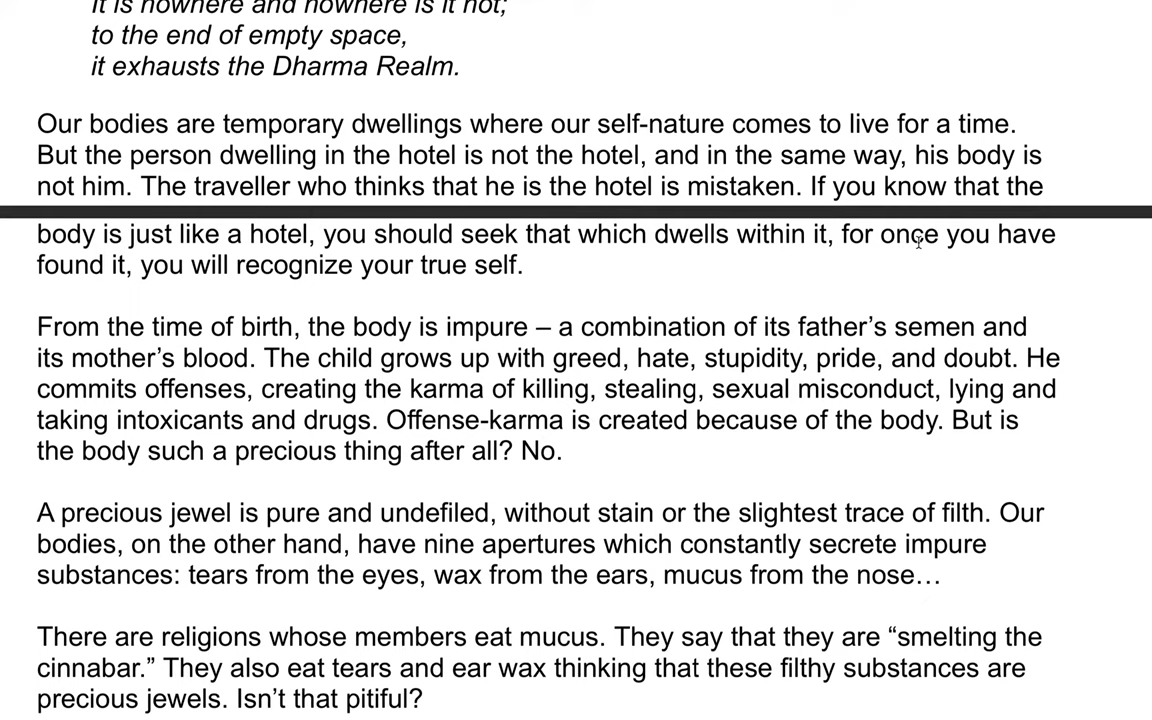 it is nowhere and nowhere is it not;
to the end of empty space,
it exhausts the Dharma Realm.
Our bodies are temporary dwellings where our self-nature comes to live for a time.
But the person dwelling in the hotel is not the hotel, and in the same way, his body is
not him. The traveller who thinks that he is the hotel is mistaken. If you know that the
body is just like a hotel, you should seek that which dwells within it, for once you have
found it, you will recognize your true self.
From the time of birth, the body is impure – a combination of its father’s semen and
its mother’s blood. The child grows up with greed, hate, stupidity, pride, and doubt. He
commits offenses, creating the karma of killing, stealing, sexual misconduct, lying and
taking intoxicants and drugs. Offense-karma is created because of the body. But is
the body such a precious thing after all? No.
A precious jewel is pure and undefiled, without stain or the slightest trace of filth. Our
bodies, on the other hand, have nine apertures which constantly secrete impure
substances: tears from the eyes, wax from the ears, mucus from the nose…
There are religions whose members eat mucus. They say that they are “smelting the
cinnabar.” They also eat tears and ear wax thinking that these filthy substances are
precious jewels. Isn’t that pitiful?